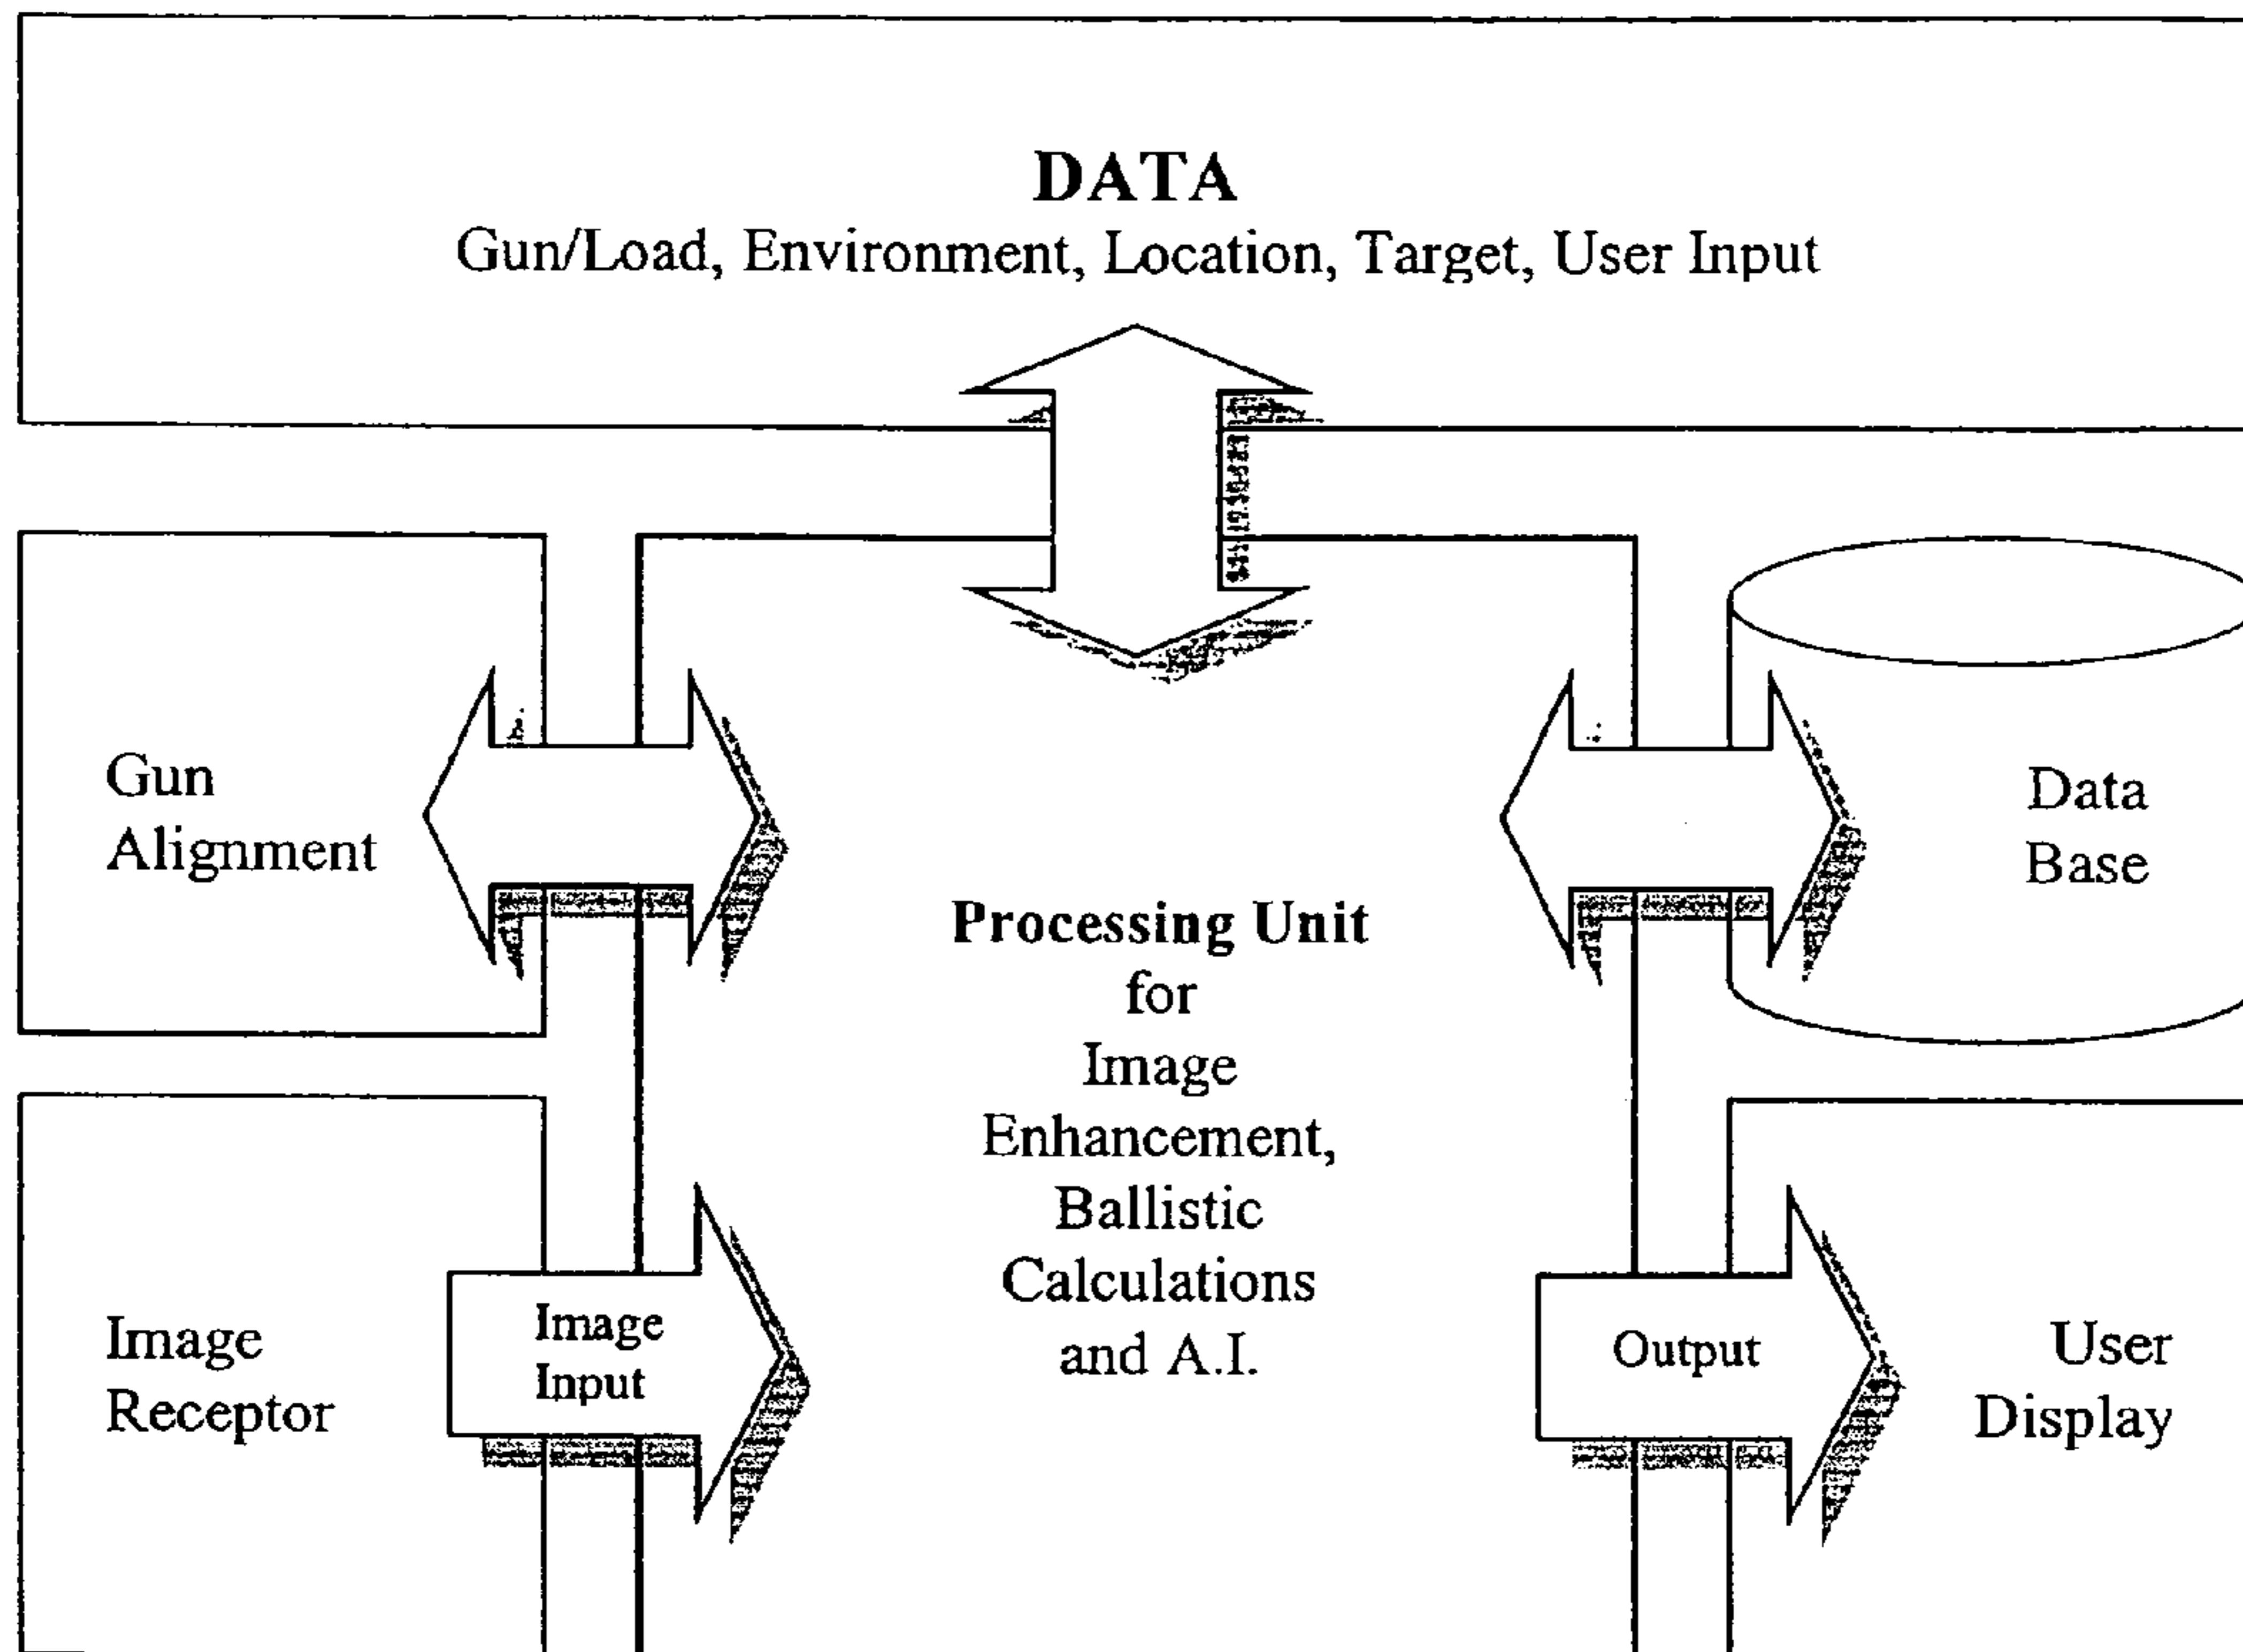 DATA
Gun/Load, Environment, Location, Target, User Input
Gun
Alignment
Data
Base
Processing Unit
for
Image
Enhancement,
Ballistic
Calculations
and A.I.
Image
Receptor
Image
Input
Output
User
Display